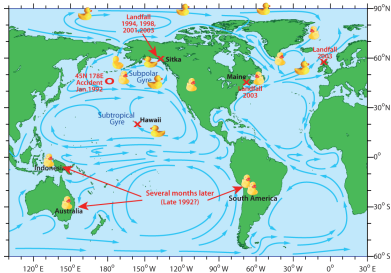 90°N
Landfall
1994, 1998,
2001, 2003
Sitka
Landfall
2003
60°N
45N 178E
Accident
Jan 1992
Subpolar
Gyre
Maine
Landfall
2003
30°N
Subtropical
Gyre
Hawaii
0°
Indonesia
Several months later
(Late 1992?)
South America
Australia
30°S
60°S
120°E 150°E 180°E 150°W 120°W 90°W 60°W 30°W 0° 30°E